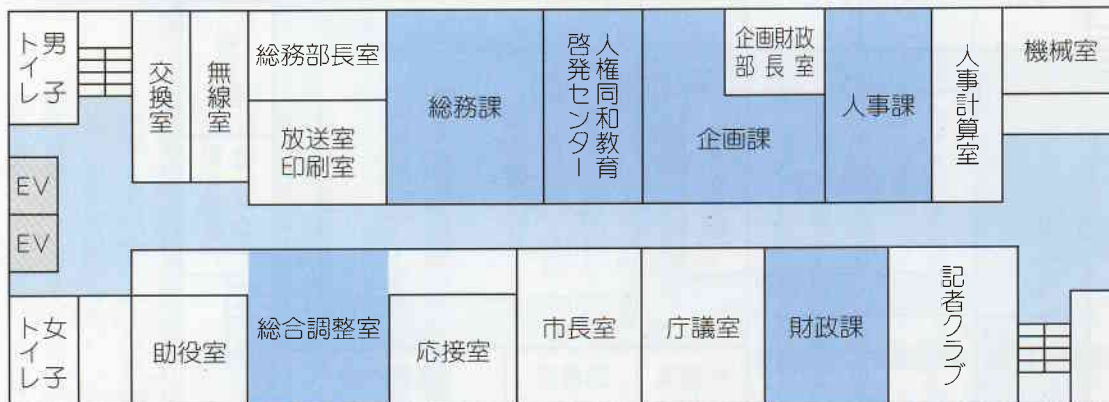 男子
トイレ
交換室
無線室
総務部長室
放送室
印刷室
総務課
人権同和教育
啓発センター
企画財政
部長室
企画課
人事課
人事計算室
機械室
EV
EV
女子
トイレ
助役室
総合調整室
応接室
市長室
庁議室
財政課
記者クラブ